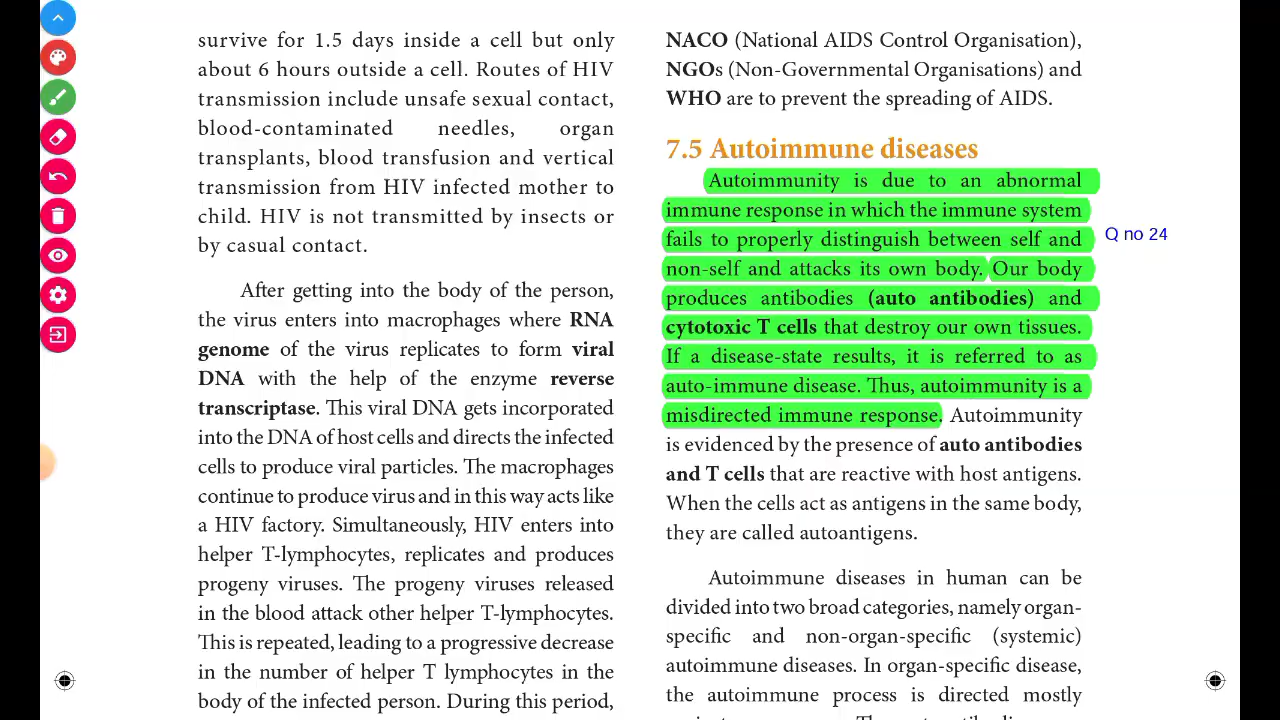 survive for 1.5 days inside a cell but only
about 6 hours outside a cell. Routes of HIV
transmission include unsafe sexual contact,
blood-contaminated needles, organ
transplants, blood transfusion and vertical
transmission from HIV infected mother to
child. HIV is not transmitted by insects or
by casual contact.
After getting into the body of the person,
the virus enters into macrophages where RNA
genome of the virus replicates to form viral
DNA with the help of the enzyme reverse
transcriptase. This viral DNA gets incorporated
into the DNA of host cells and directs the infected
cells to produce viral particles. The macrophages
continue to produce virus and in this way acts like
a HIV factory. Simultaneously, HIV enters into
helper T-lymphocytes, replicates and produces
progeny viruses. The progeny viruses released
in the blood attack other helper T-lymphocytes.
This is repeated, leading to a progressive decrease
in the number of helper T lymphocytes in the
body of the infected person. During this period,
NACO (National AIDS Control Organisation),
NGOs (Non-Governmental Organisations) and
WHO are to prevent the spreading of AIDS.
7.5 Autoimmune diseases
Autoimmunity is due to an abnormal
immune response in which the immune system
fails to properly distinguish between self and
non-self and attacks its own body. Our body
produces antibodies (auto antibodies) and
cytotoxic T cells that destroy our own tissues.
If a disease-state results, it is referred to as
auto-immune disease. Thus, autoimmunity is a
misdirected immune response. Autoimmunity
is evidenced by the presence of auto antibodies
and T cells that are reactive with host antigens.
When the cells act as antigens in the same body,
they are called autoantigens.
Autoimmune diseases in human can be
divided into two broad categories, namely organ-
specific and non-organ-specific (systemic)
autoimmune diseases. In organ-specific disease,
the autoimmune process is directed mostly
Q no 24